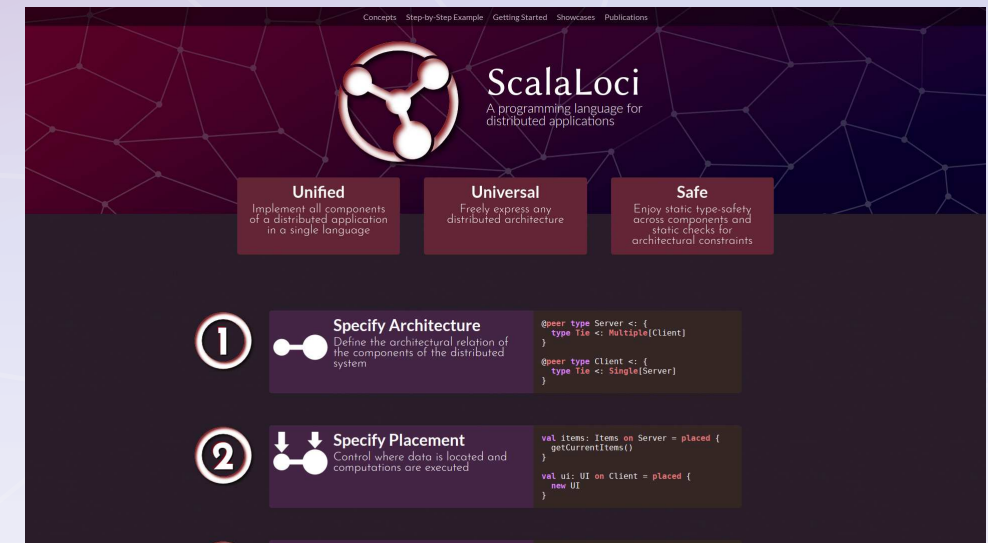 Concepts Step-by-Step Example Getting Started Showcases Publications
ScalaLoci
A programming language for
distributed applications
Unified
Implement all components
of a distributed application
in a single language
Universal
Freely express any
distributed architecture
Safe
Enjoy static type-safety
across components and
static checks for
architectural constraints
1
Specify Architecture
Define the architectural relation of
the components of the distributed
system
@peer type Server <: {
  type Tie <: Multiple[Client]
}
@peer type Client <: {
  type Tie <: Single[Server]
}
2
Specify Placement
Control where data is located and
computations are executed
val items: Items on Server = placed {
  getCurrentItems()
}
val ui: UI on Client = placed {
  new UI
}